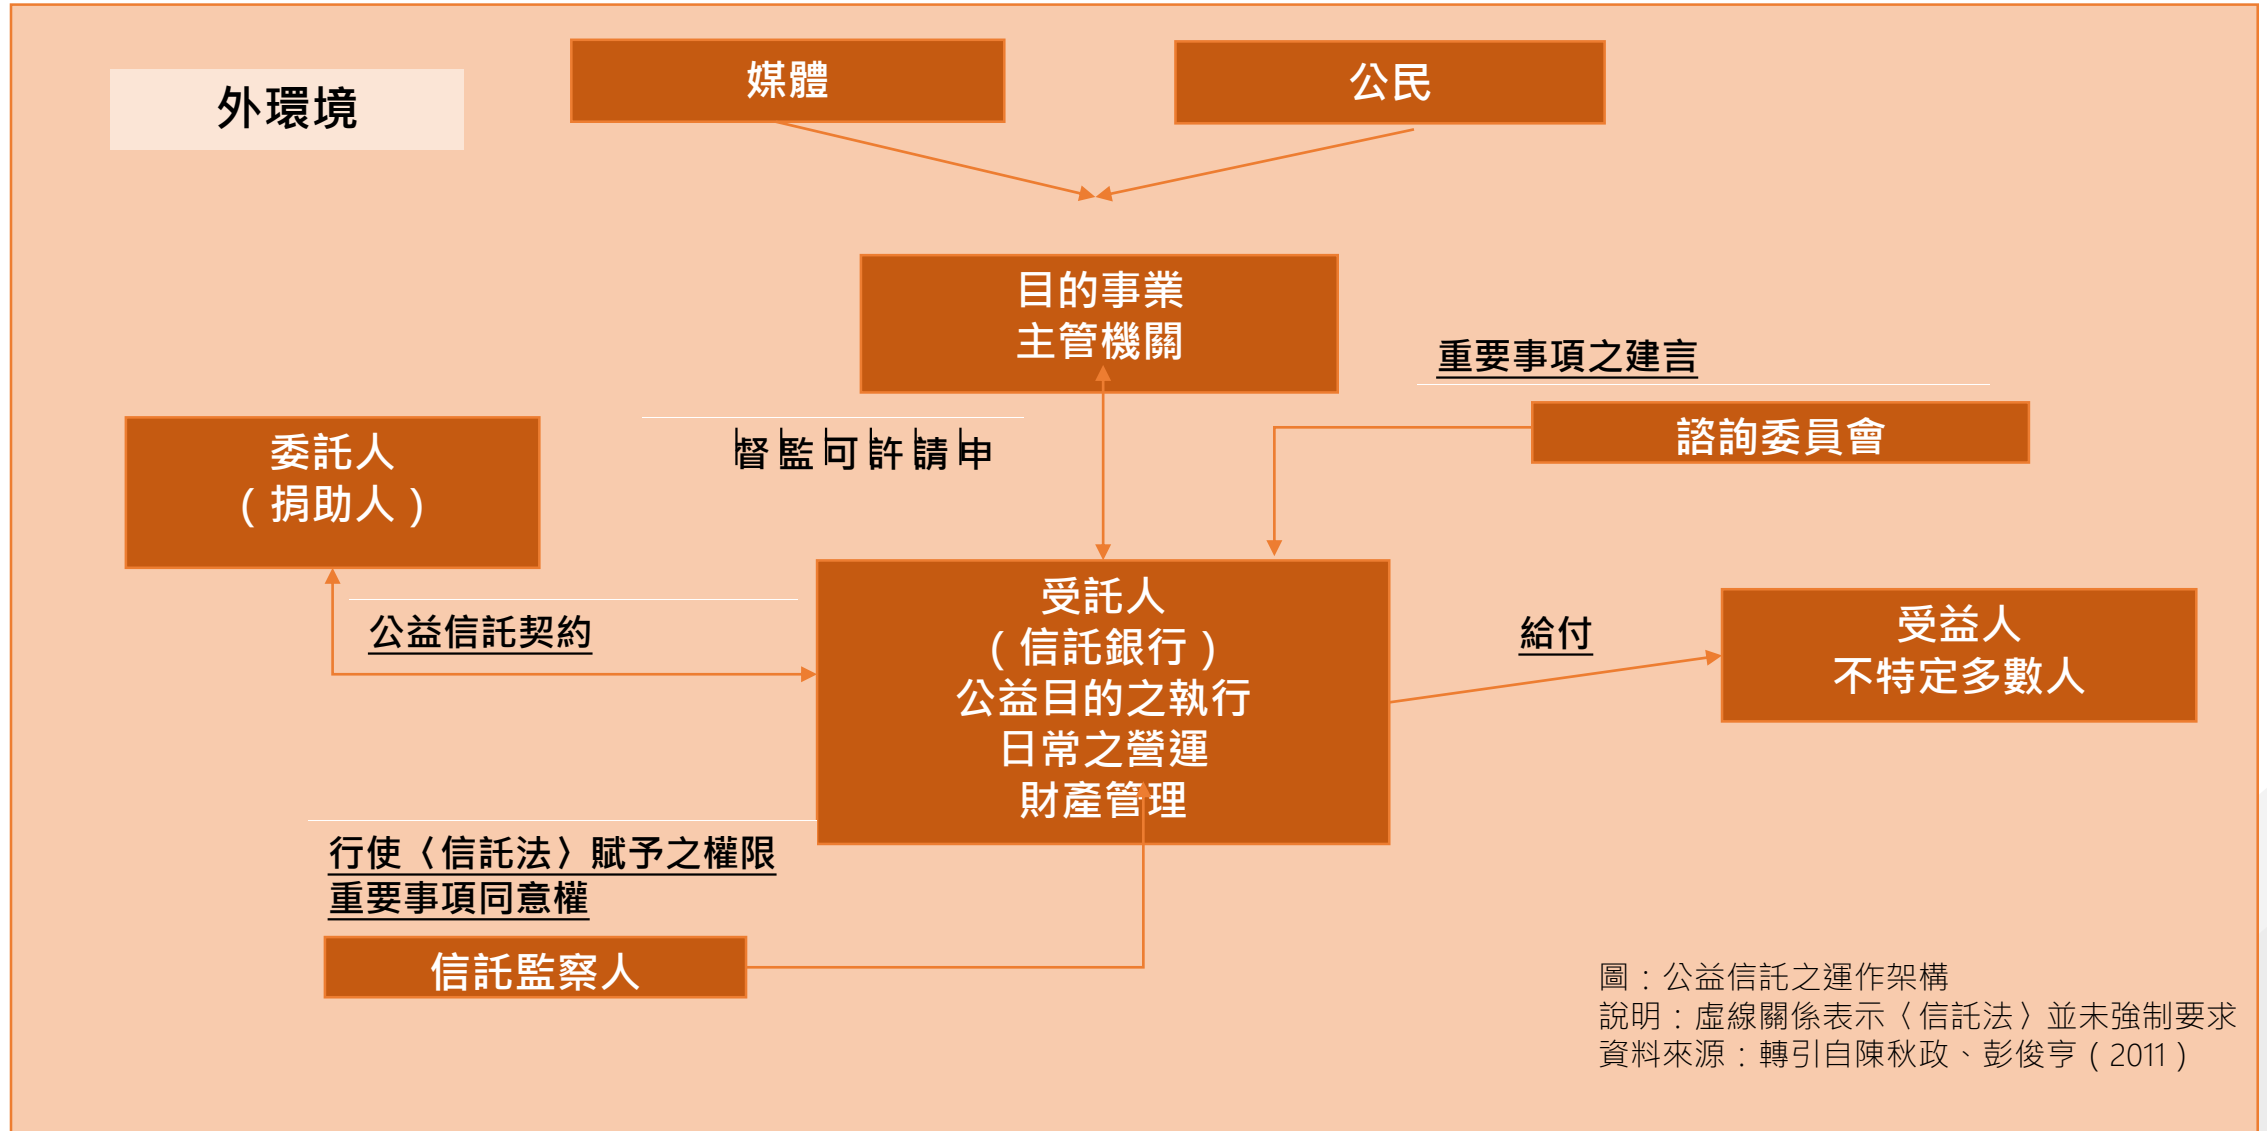 外環境
媒體
公民
目的事業
主管機關
重要事項之建言
諮詢委員會
委託人
（捐助人）
督監可許請申
公益信託契約
受託人
（信託銀行）
公益目的之執行
日常之營運
財產管理
給付
受益人
不特定多數人
行使〈信託法〉賦予之權限
重要事項同意權
信託監察人
圖：公益信託之運作架構
說明：虛線關係表示〈信託法〉並未強制要求
資料來源：轉引自陳秋政、彭俊亨（2011）